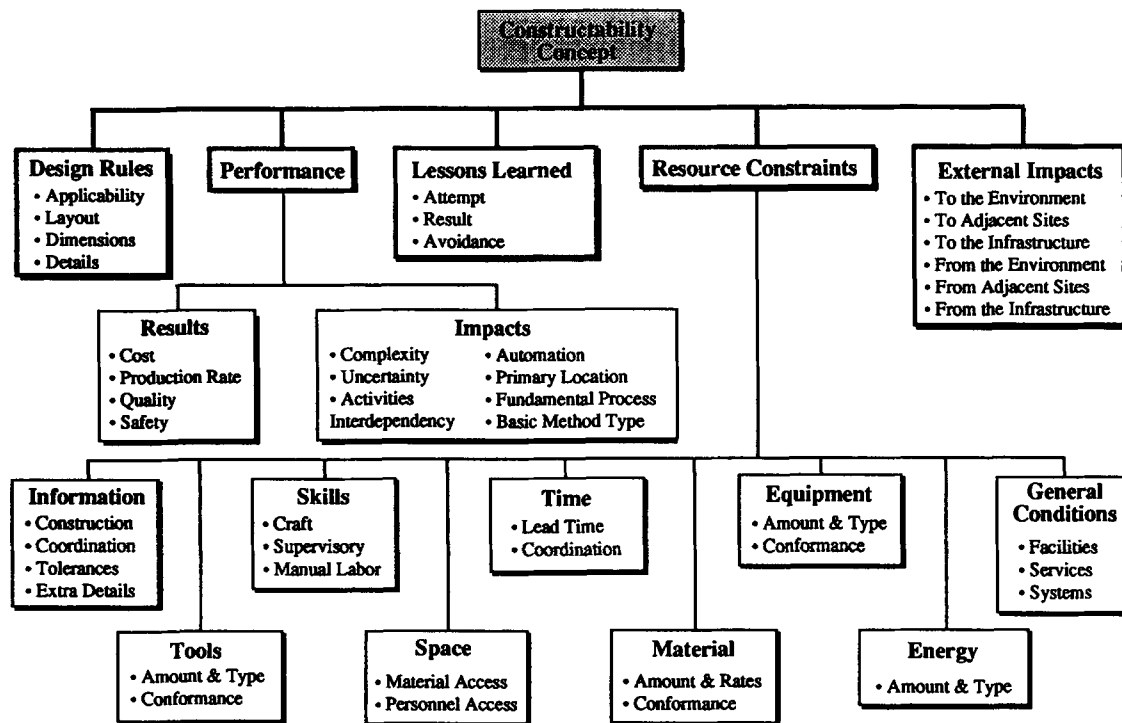 Constructability
Concept
Design Rules
• Applicability
• Layout
• Dimensions
• Details
Performance
Lessons Learned
• Attempt
• Result
• Avoidance
Resource Constraints
External Impacts
• To the Environment
• To Adjacent Sites
• To the Infrastructure
• From the Environment
• From Adjacent Sites
• From the Infrastructure
Results
• Cost
• Production Rate
• Quality
• Safety
Impacts
• Complexity
• Uncertainty
• Activities
Interdependency
• Automation
• Primary Location
• Fundamental Process
• Basic Method Type
Information
• Construction
• Coordination
• Tolerances
• Extra Details
Skills
• Craft
• Supervisory
• Manual Labor
Time
• Lead Time
• Coordination
Equipment
• Amount & Type
• Conformance
General
Conditions
• Facilities
• Services
• Systems
Tools
• Amount & Type
• Conformance
Space
• Material Access
• Personnel Access
Material
• Amount & Rates
• Conformance
Energy
• Amount & Type